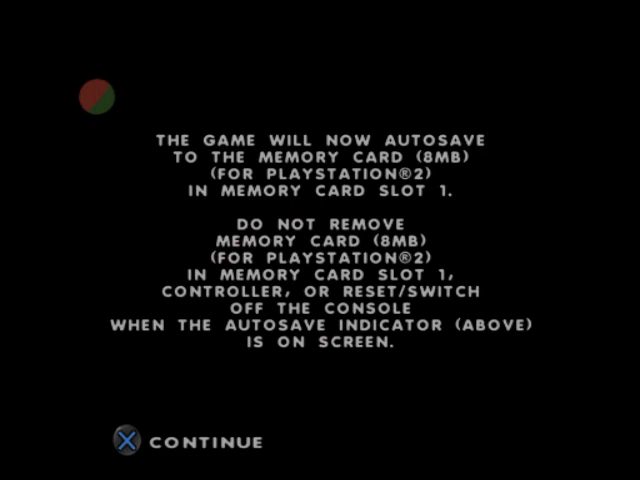 THE GAME WILL NOW AUTOSAVE
TO THE MEMORY CARD (8MB)
(FOR PLAYSTATION®2)
IN MEMORY CARD SLOT 1.
DO NOT REMOVE
MEMORY CARD (8MB)
(FOR PLAYSTATION®2)
IN MEMORY CARD SLOT 1,
CONTROLLER, OR RESET/SWITCH
OFF THE CONSOLE
WHEN THE AUTOSAVE INDICATOR (ABOVE)
IS ON SCREEN.
CONTINUE